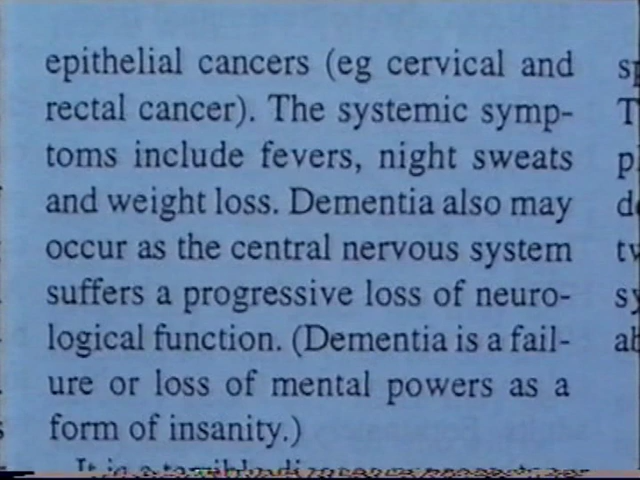 epithelial cancers (eg cervical and
rectal cancer). The systemic symp-
toms include fevers, night sweats
and weight loss. Dementia also may
occur as the central nervous system
suffers a progressive loss of neuro-
logical function. (Dementia is a fail-
ure or loss of mental powers as a
form of insanity.)